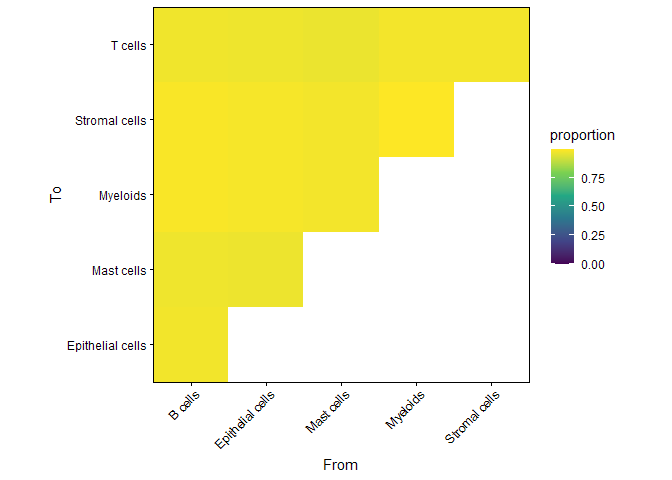 T cells
Stromal cells
Myeloids
Mast cells
Epithelial cells
To
B cells
Epithelial cells
Mast cells
Myeloids
Stromal cells
From
proportion
0.75
0.50
0.25
0.00